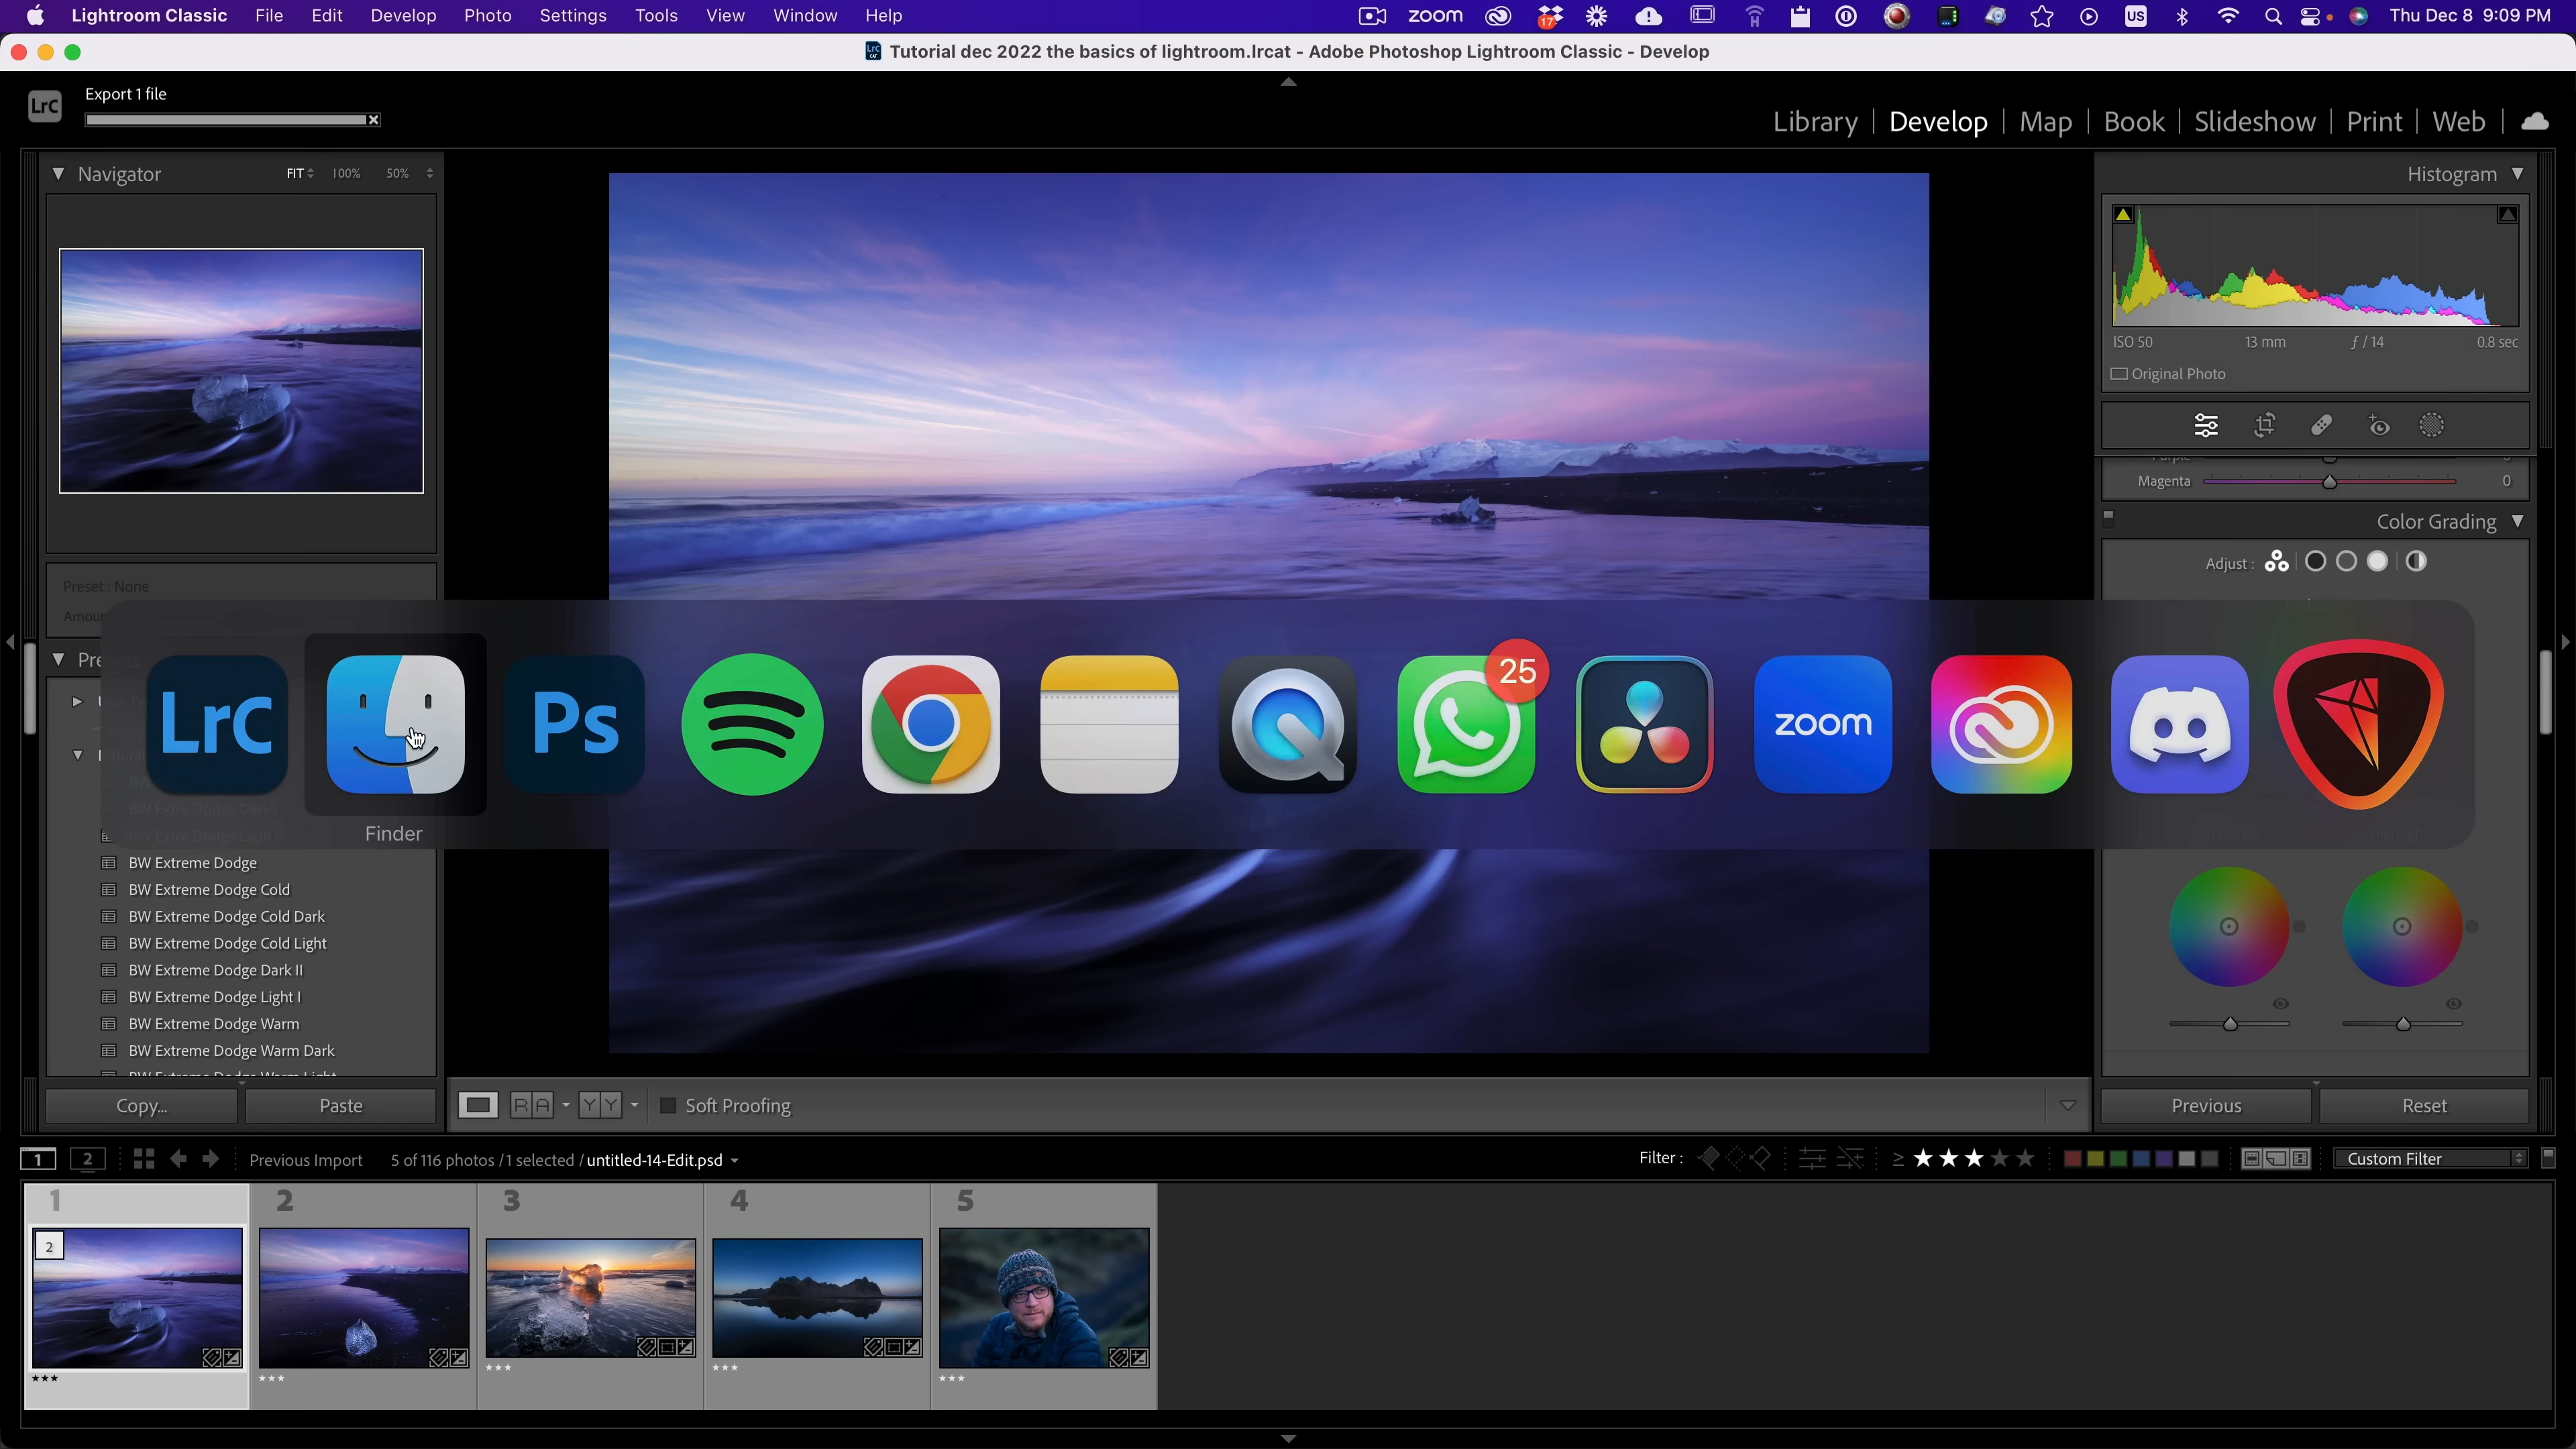 Lightroom Classic File Edit Develop Photo Settings Tools View Window Help zoom 17 US Thu Dec 8 9:09 PM
Tutorial dec 2022 the basics of lightroom.lrcat - Adobe Photoshop Lightroom Classic - Develop
LrC Export 1 file
Library | Develop | Map | Book | Slideshow | Print | Web
Navigator FIT 100% 50%
Histogram
ISO 50 13 mm ƒ / 14 0.8 sec
Original Photo
Purple
Magenta 0
Color Grading
Adjust :
Preset : None
LrC Ps 25 zoom
Finder
BW Extreme Dodge
BW Extreme Dodge Cold
BW Extreme Dodge Cold Dark
BW Extreme Dodge Cold Light
BW Extreme Dodge Dark II
BW Extreme Dodge Light I
BW Extreme Dodge Warm
BW Extreme Dodge Warm Dark
Copy... Paste R A Y Y Soft Proofing Previous Reset
1 2 Previous Import 5 of 116 photos / 1 selected / untitled-14-Edit.psd Filter : ≥ ★★★★★ Custom Filter
1 2 3 4 5
2